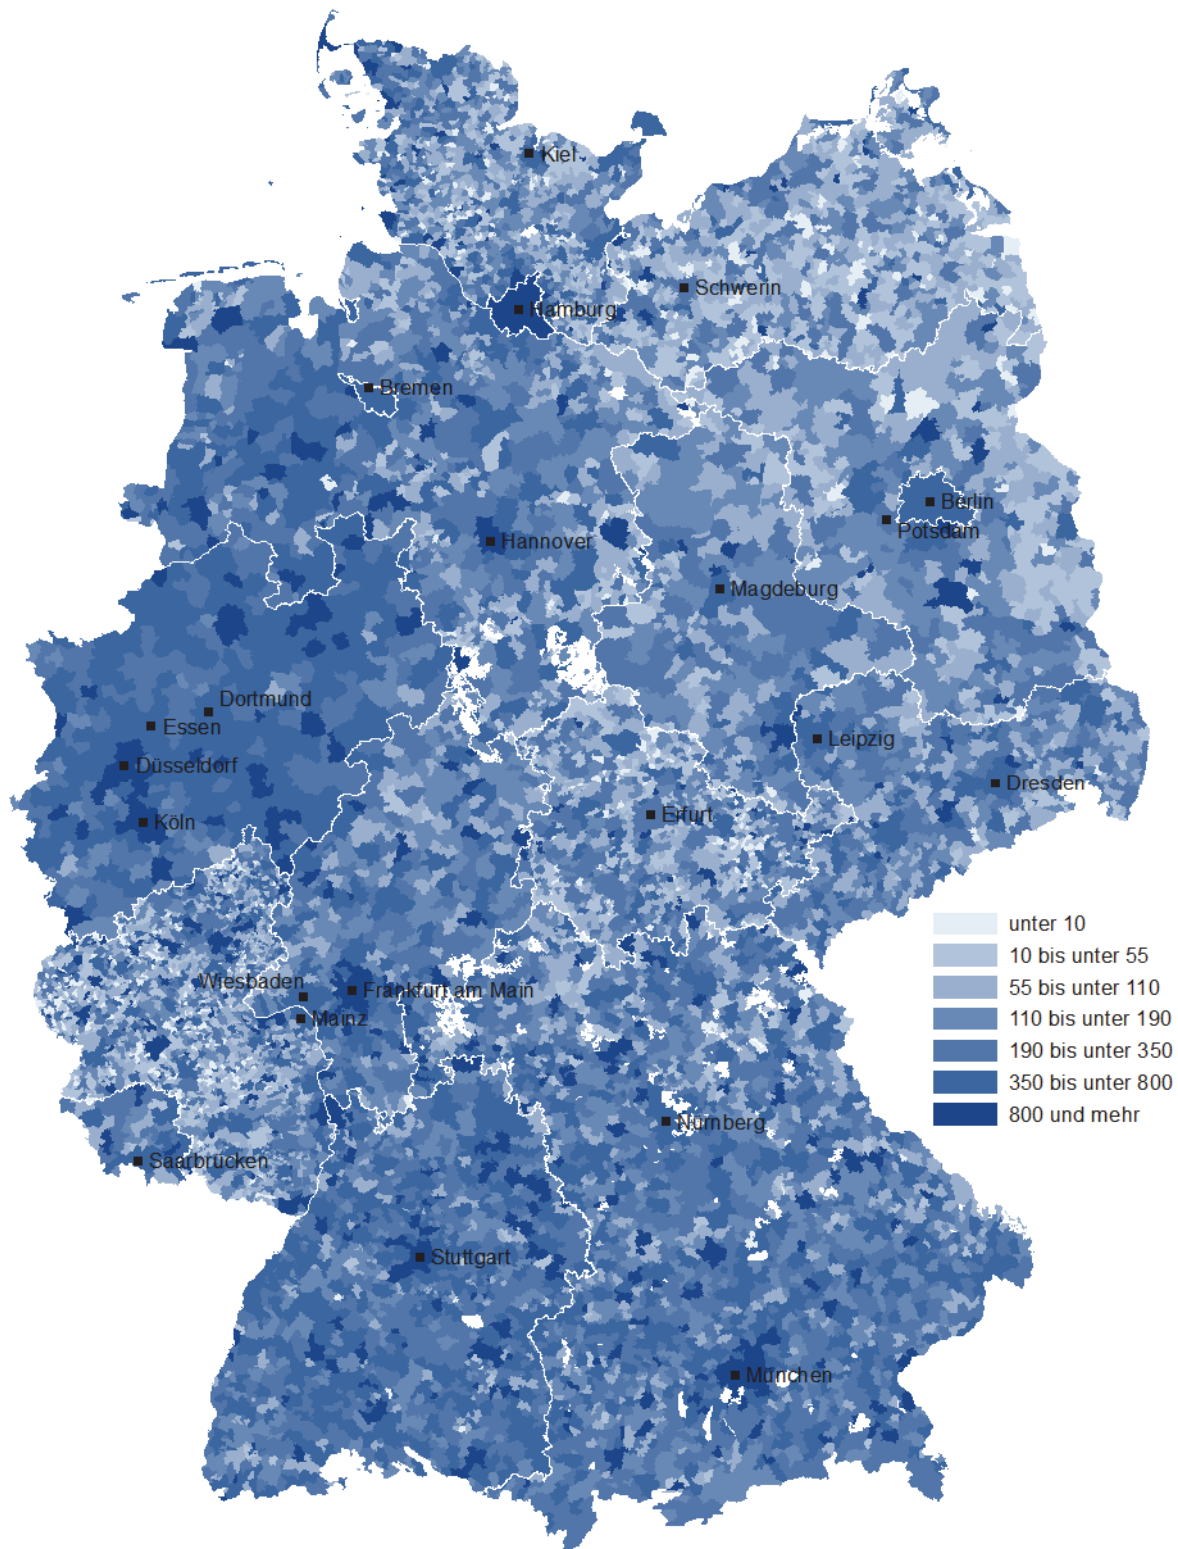 Kiel
Schwerin
Hamburg
Bremen
Berlin
Potsdam
Hannover
Magdeburg
Dortmund
Essen
Düsseldorf
Leipzig
Dresden
Köln
Erfurt
unter 10
10 bis unter 55
55 bis unter 110
110 bis unter 190
190 bis unter 350
350 bis unter 800
800 und mehr
Wiesbaden
Frankfurt am Main
Mainz
Nürnberg
Saarbrücken
Stuttgart
München